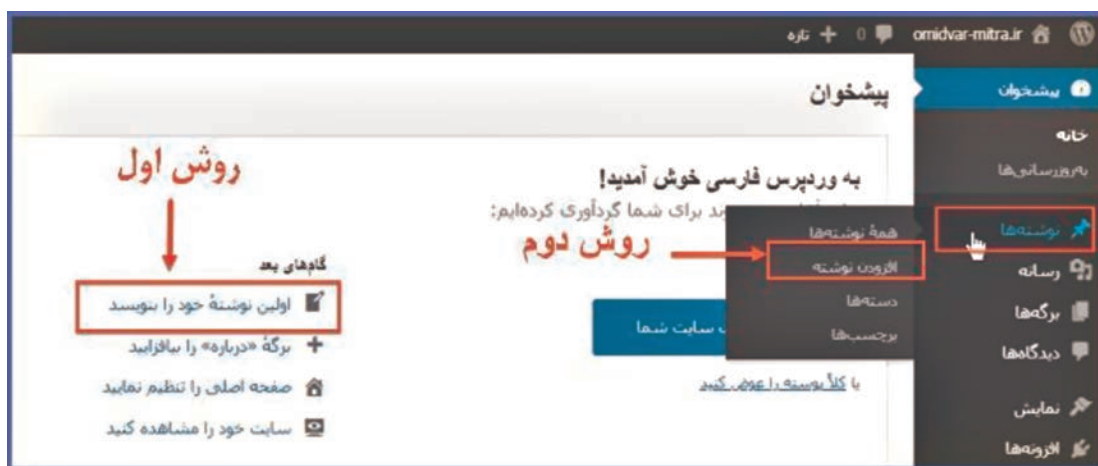 omidvar-mitra.ir 0 + تازه
پیشخوان
خانه
به‌روزرسانی‌ها
نوشته‌ها
رسانه
برگه‌ها
دیدگاه‌ها
نمایش
افزونه‌ها
همهٔ نوشته‌ها
افزودن نوشته
دسته‌ها
برچسب‌ها
پیشخوان
به وردپرس فارسی خوش آمدید!
برای شما گردآوری کرده‌ایم:
روش دوم
سایت شما
یا کلاً پوسته را عوض کنید
روش اول
گام‌های بعد
اولین نوشتهٔ خود را بنویسد
برگهٔ «درباره» را بیافزایید
صفحه اصلی را تنظیم نمایید
سایت خود را مشاهده کنید